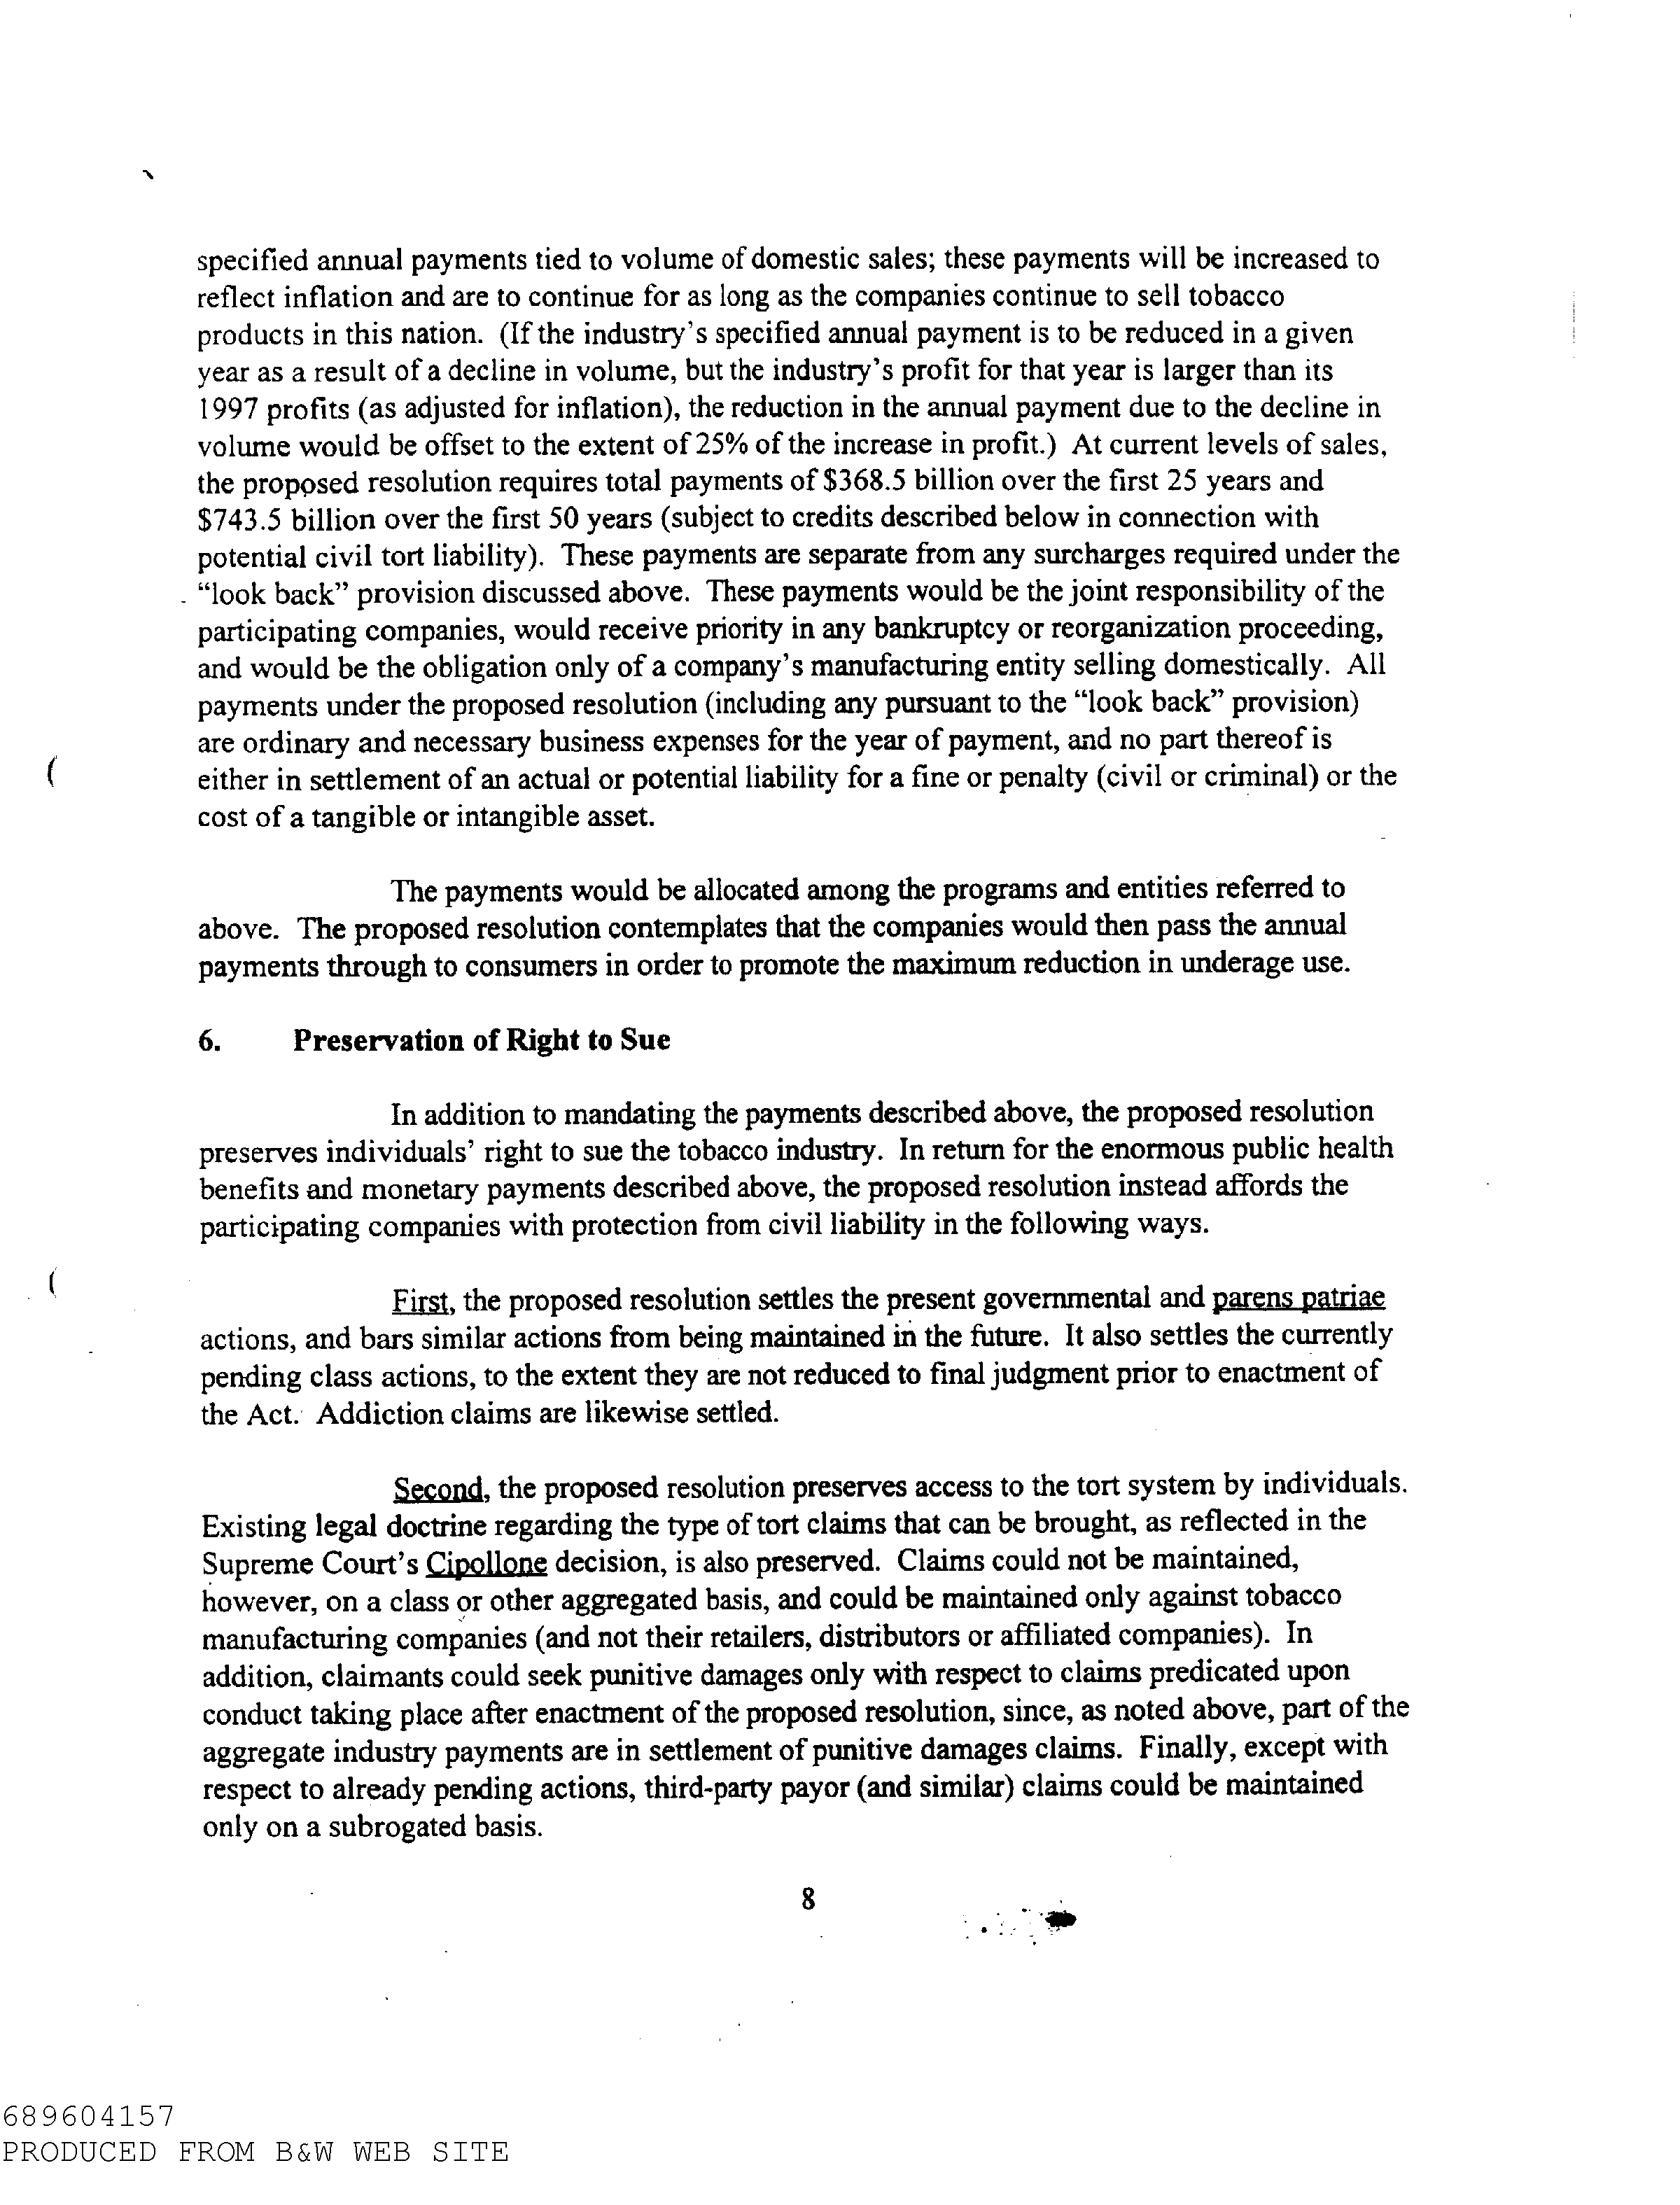 specified annual payments tied to volume of domestic sales; these payments will be increased to
reflect inflation and are to continue for as long as the companies continue to sell tobacco
products in this nation. (If the industry's specified annual payment is to be reduced in a given
year as a result of a decline in volume, but the industry's profit for that year is larger than its
1997 profits (as adjusted for inflation), the reduction in the annual payment due to the decline in
volume would be offset to the extent of 25% of the increase in profit.) At current levels of sales,
the proposed resolution requires total payments of $368.5 billion over the first 25 years and
$743.5 billion over the first 50 years (subject to credits described below in connection with
potential civil tort liability). These payments are separate from any surcharges required under the
“look back” provision discussed above. These payments would be the joint responsibility of the
participating companies, would receive priority in any bankruptcy or reorganization proceeding,
and would be the obligation only of a company's manufacturing entity selling domestically. All
payments under the proposed resolution (including any pursuant to the “look back” provision)
are ordinary and necessary business expenses for the year of payment, and no part thereof is
either in settlement of an actual or potential liability for a fine or penalty (civil or criminal) or the
cost of a tangible or intangible asset.
The payments would be allocated among the programs and entities referred to
above. The proposed resolution contemplates that the companies would then pass the annual
payments through to consumers in order to promote the maximum reduction in underage use.
6. Preservation of Right to Sue
In addition to mandating the payments described above, the proposed resolution
preserves individuals' right to sue the tobacco industry. In return for the enormous public health
benefits and monetary payments described above, the proposed resolution instead affords the
participating companies with protection from civil liability in the following ways.
First, the proposed resolution settles the present governmental and parens patriae
actions, and bars similar actions from being maintained in the future. It also settles the currently
pending class actions, to the extent they are not reduced to final judgment prior to enactment of
the Act. Addiction claims are likewise settled.
Second, the proposed resolution preserves access to the tort system by individuals.
Existing legal doctrine regarding the type of tort claims that can be brought, as reflected in the
Supreme Court's Cipollone decision, is also preserved. Claims could not be maintained,
however, on a class or other aggregated basis, and could be maintained only against tobacco
manufacturing companies (and not their retailers, distributors or affiliated companies). In
addition, claimants could seek punitive damages only with respect to claims predicated upon
conduct taking place after enactment of the proposed resolution, since, as noted above, part of the
aggregate industry payments are in settlement of punitive damages claims. Finally, except with
respect to already pending actions, third-party payor (and similar) claims could be maintained
only on a subrogated basis.
8
689604157
PRODUCED FROM B&W WEB SITE